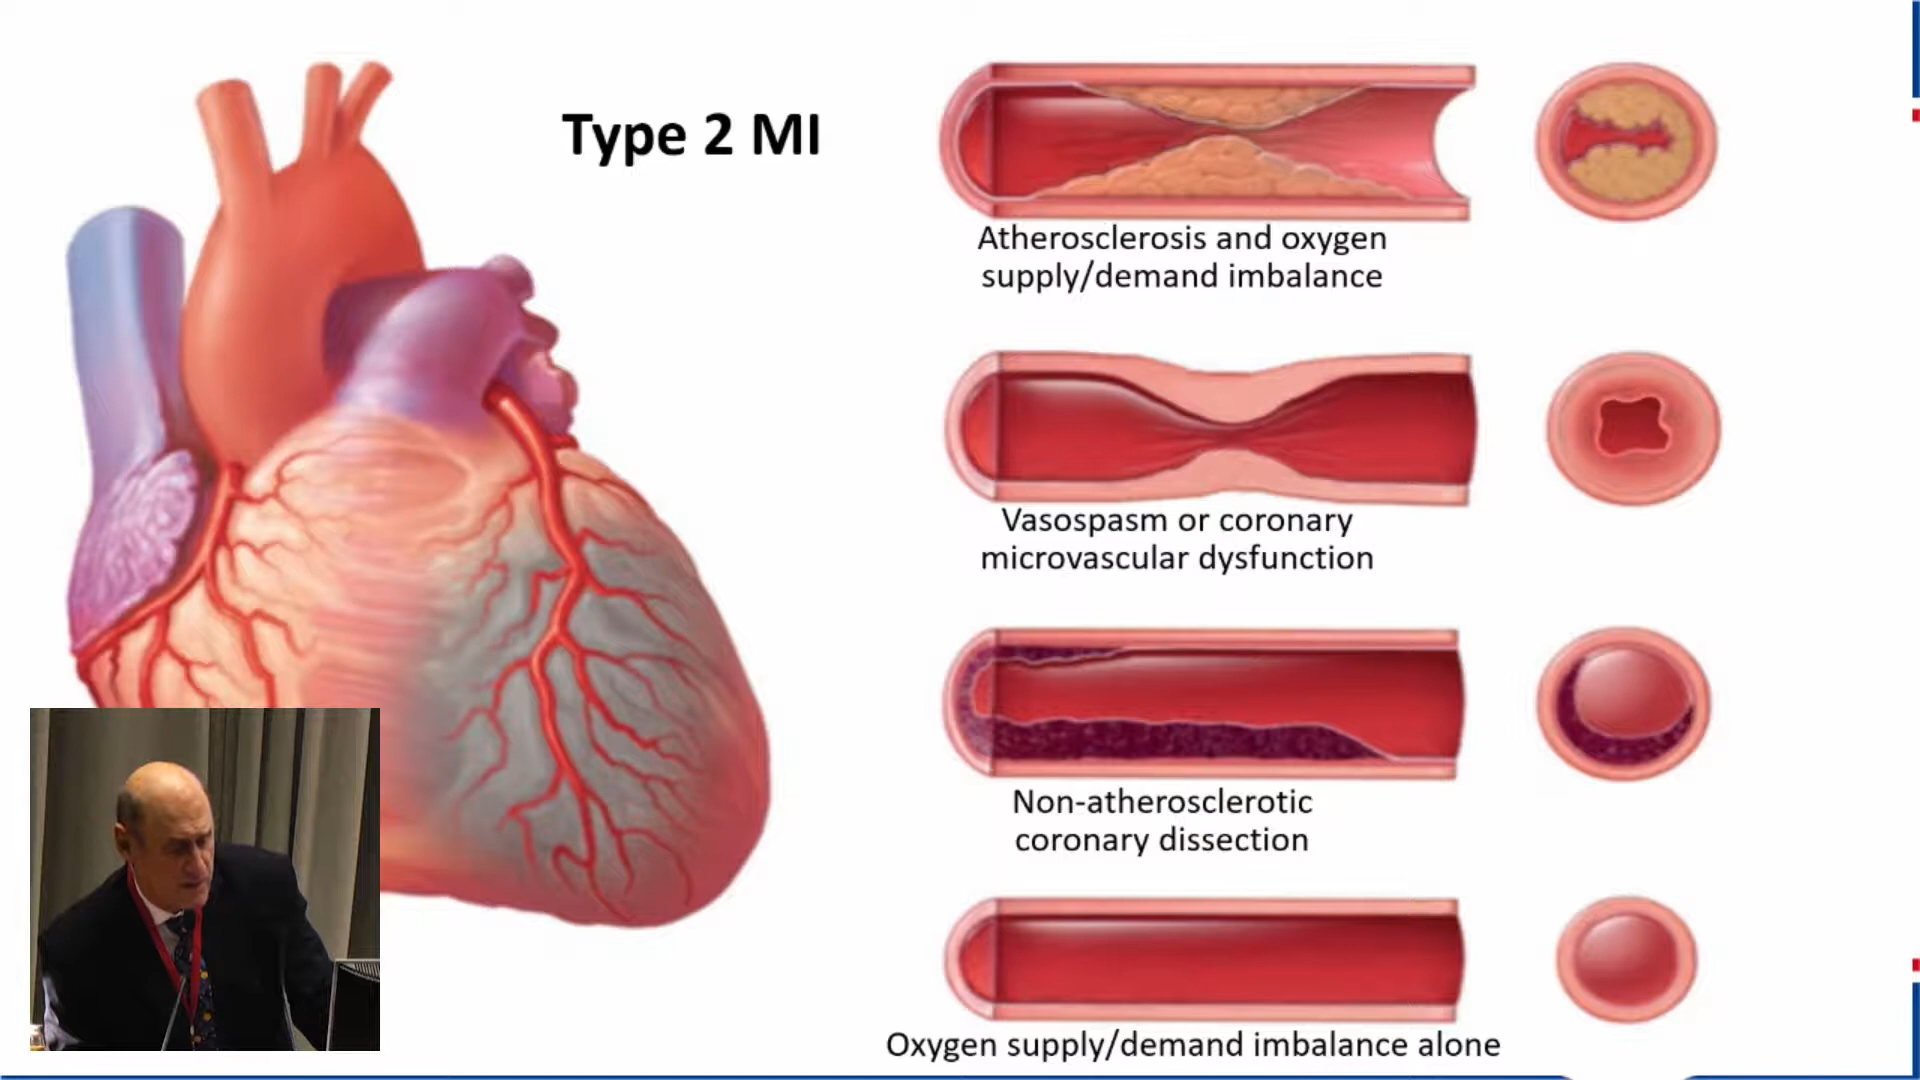 Type 2 MI
Atherosclerosis and oxygen
supply/demand imbalance
Vasospasm or coronary
microvascular dysfunction
Non-atherosclerotic
coronary dissection
Oxygen supply/demand imbalance alone